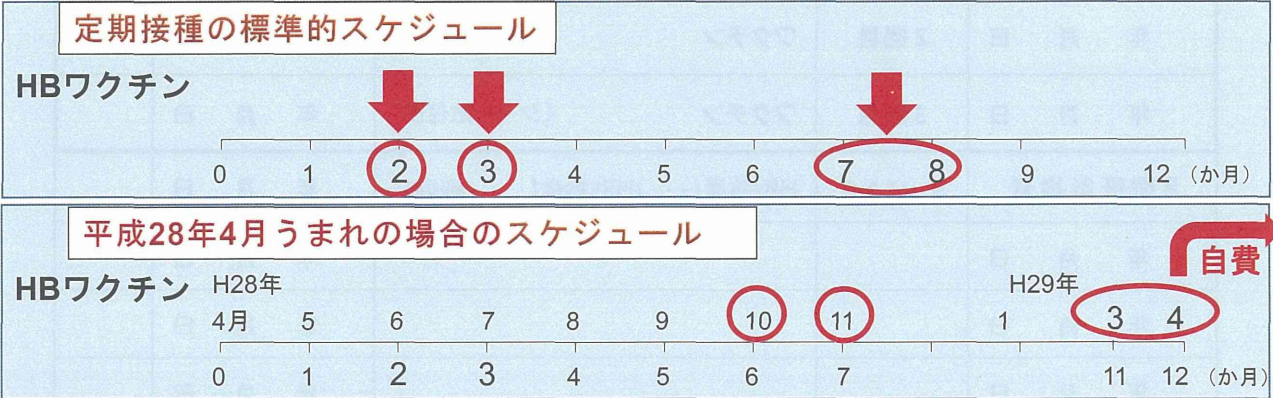 定期接種の標準的スケジュール
HBワクチン
0 1 2 3 4 5 6 7 8 9 12 (か月)
平成28年4月うまれの場合のスケジュール
自費
HBワクチン H28年 H29年
4月 5 6 7 8 9 10 11 1 3 4
0 1 2 3 4 5 6 7 11 12 (か月)